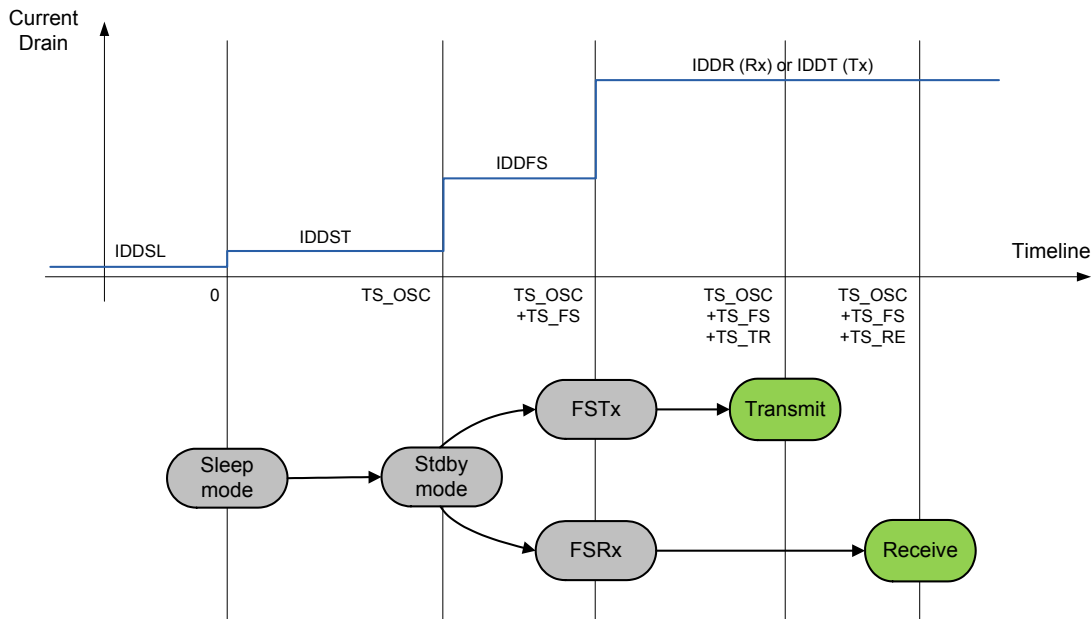 Current
Drain
IDDR (Rx) or IDDT (Tx)
IDDFS
IDDST
IDDSL
Timeline
0
TS_OSC
TS_OSC
+TS_FS
TS_OSC
+TS_FS
+TS_TR
TS_OSC
+TS_FS
+TS_RE
FSTx
Transmit
Sleep
mode
Stdby
mode
FSRx
Receive